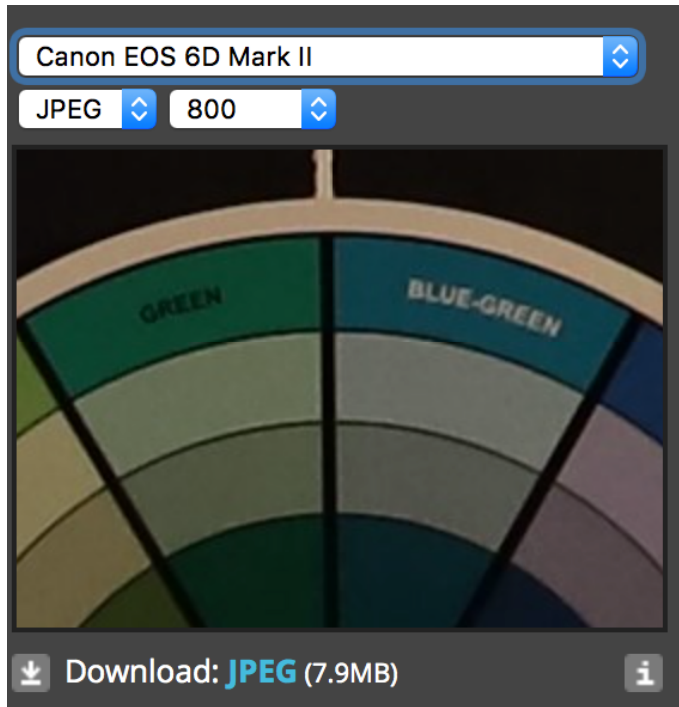 Canon EOS 6D Mark II
JPEG 800
GREEN BLUE-GREEN
Download: JPEG (7.9MB)